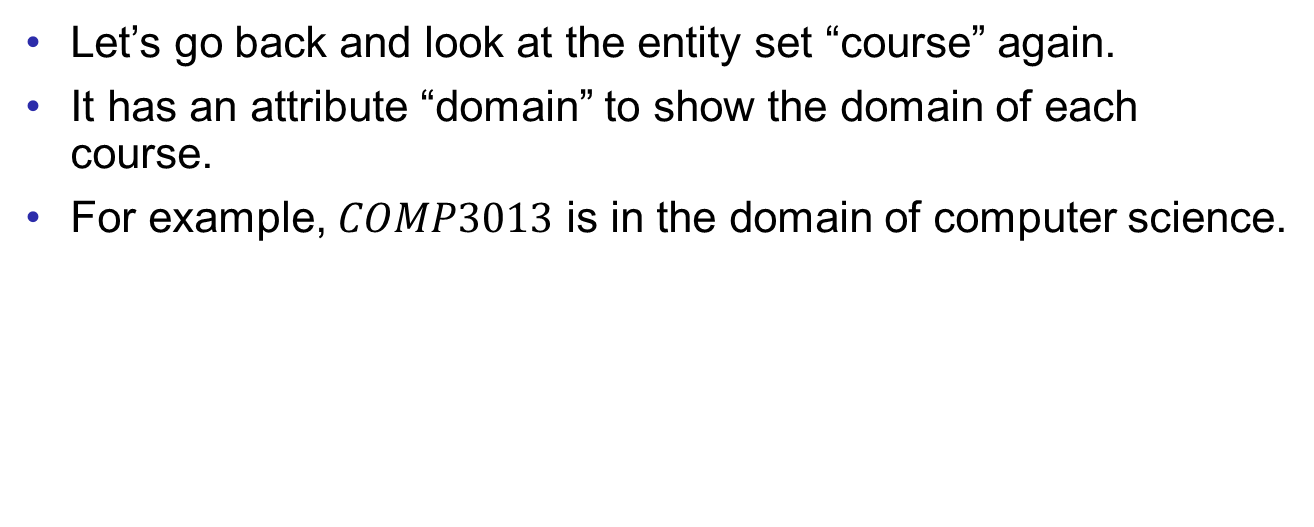 • Let’s go back and look at the entity set “course” again.
• It has an attribute “domain” to show the domain of each
course.
• For example, COMP3013 is in the domain of computer science.